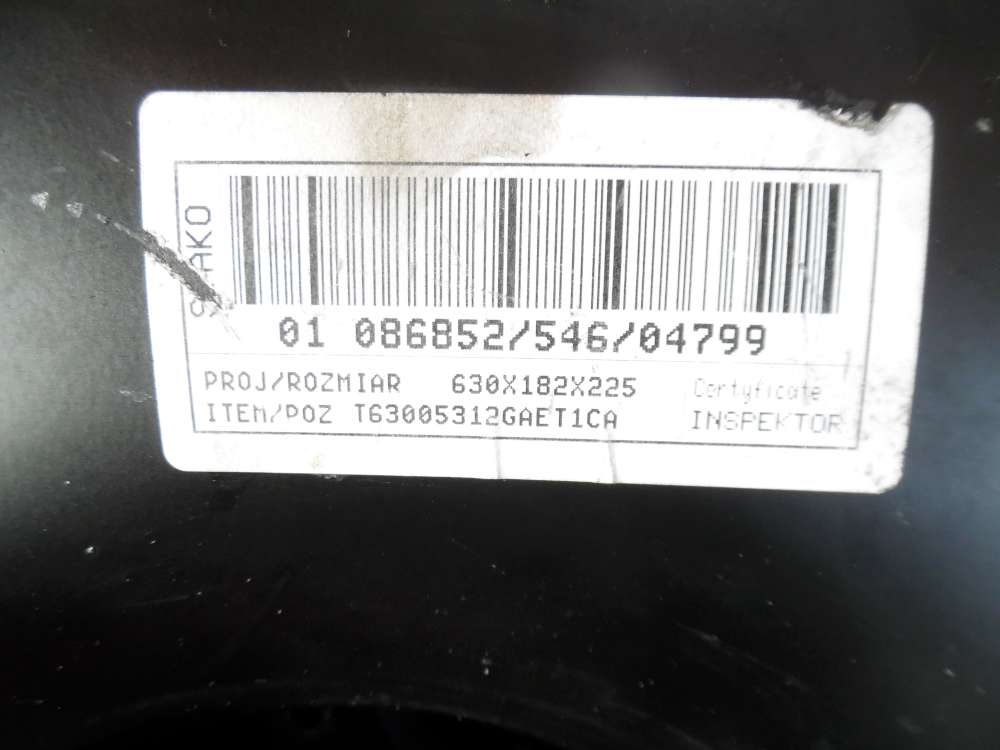 01 086852/546/04799
PROJ/ROZMIAR 630X182X225
Certyficate
ITEM/POZ T63005312GAET1CA
INSPEKTOR